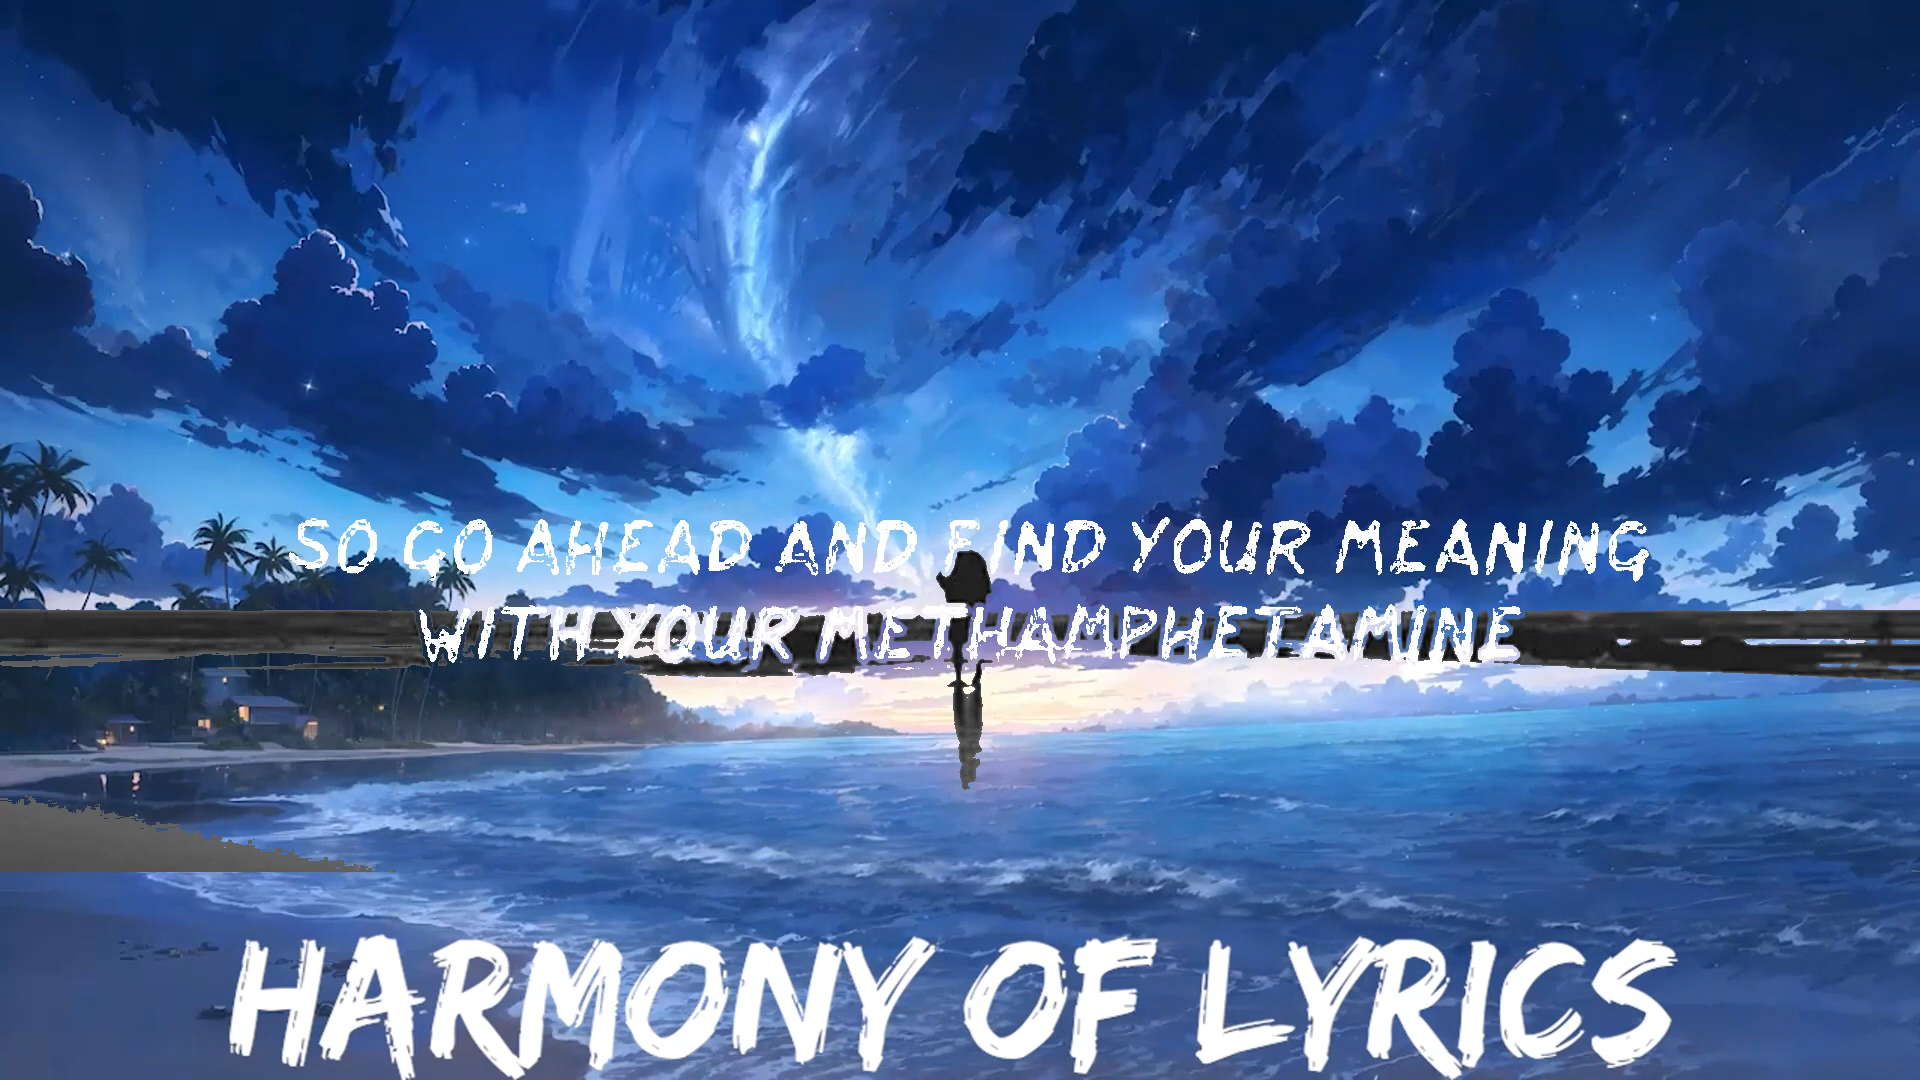 SO GO AHEAD AND FIND YOUR MEANING
WITH YOUR METHAMPHETAMINE
HARMONY OF LYRICS